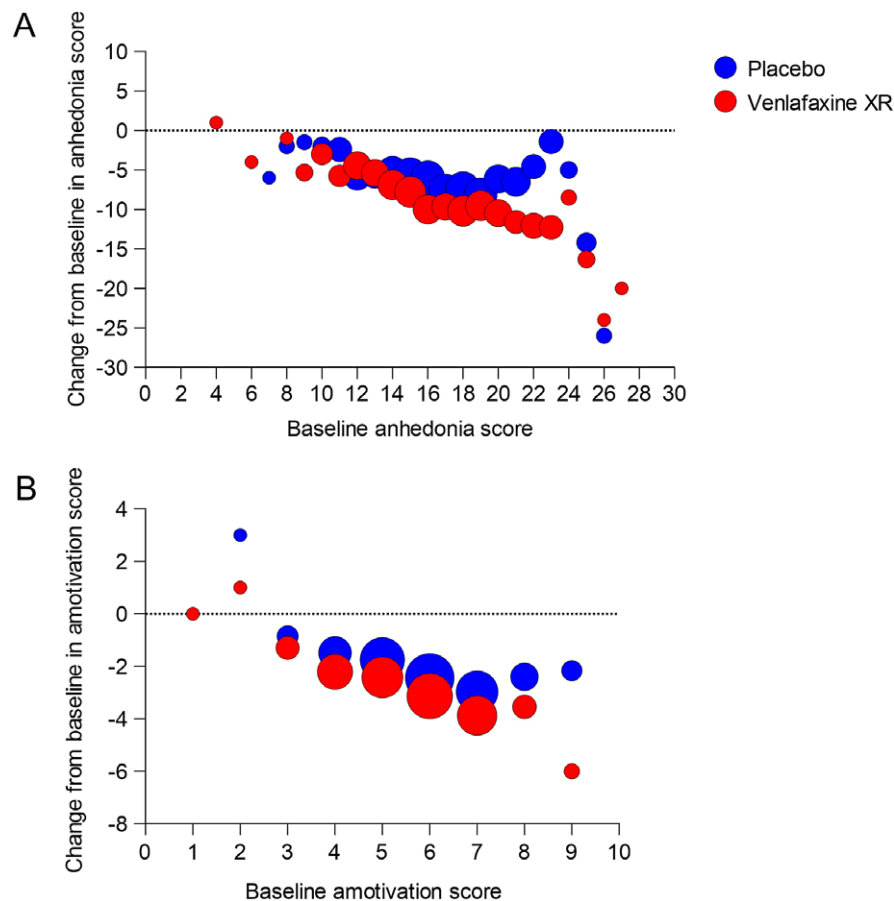 A
Change from baseline in anhedonia score
10
5
0
-5
-10
-15
-20
-25
-30
0 2 4 6 8 10 12 14 16 18 20 22 24 26 28 30
Baseline anhedonia score
Placebo
Venlafaxine XR
B
Change from baseline in amotivation score
4
2
0
-2
-4
-6
-8
0 1 2 3 4 5 6 7 8 9 10
Baseline amotivation score